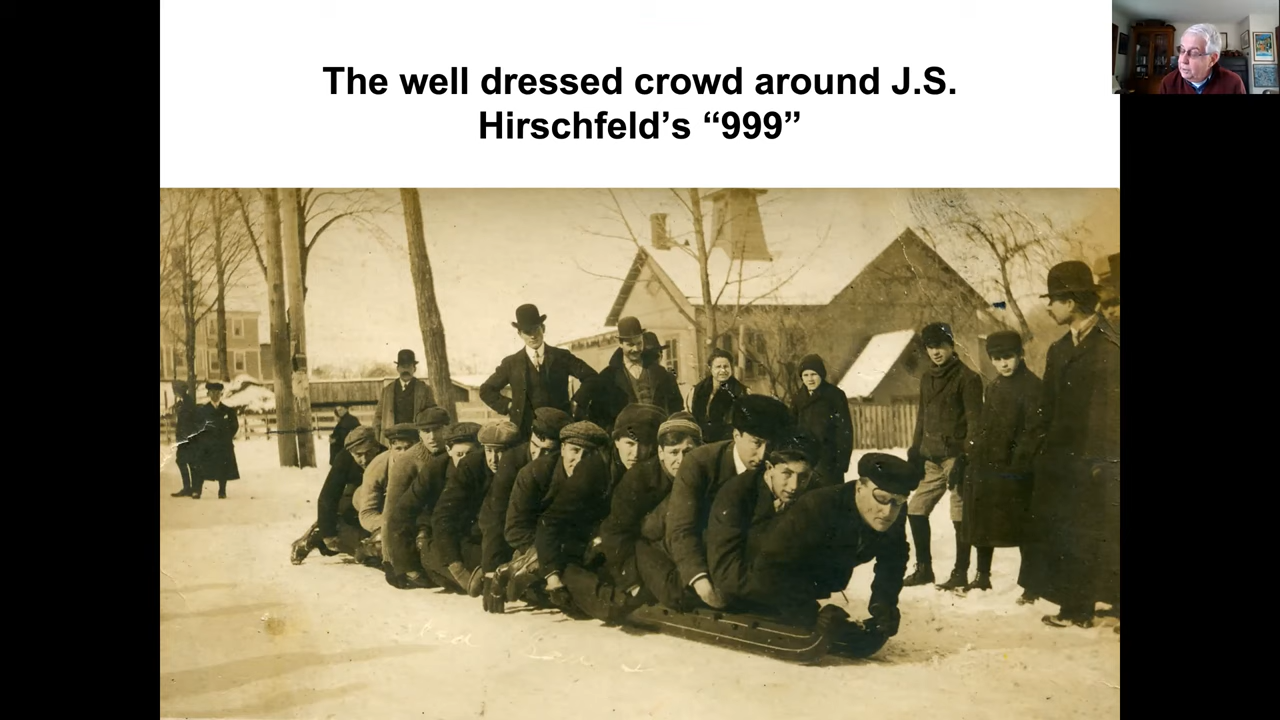 The well dressed crowd around J.S.
Hirschfeld’s “999”